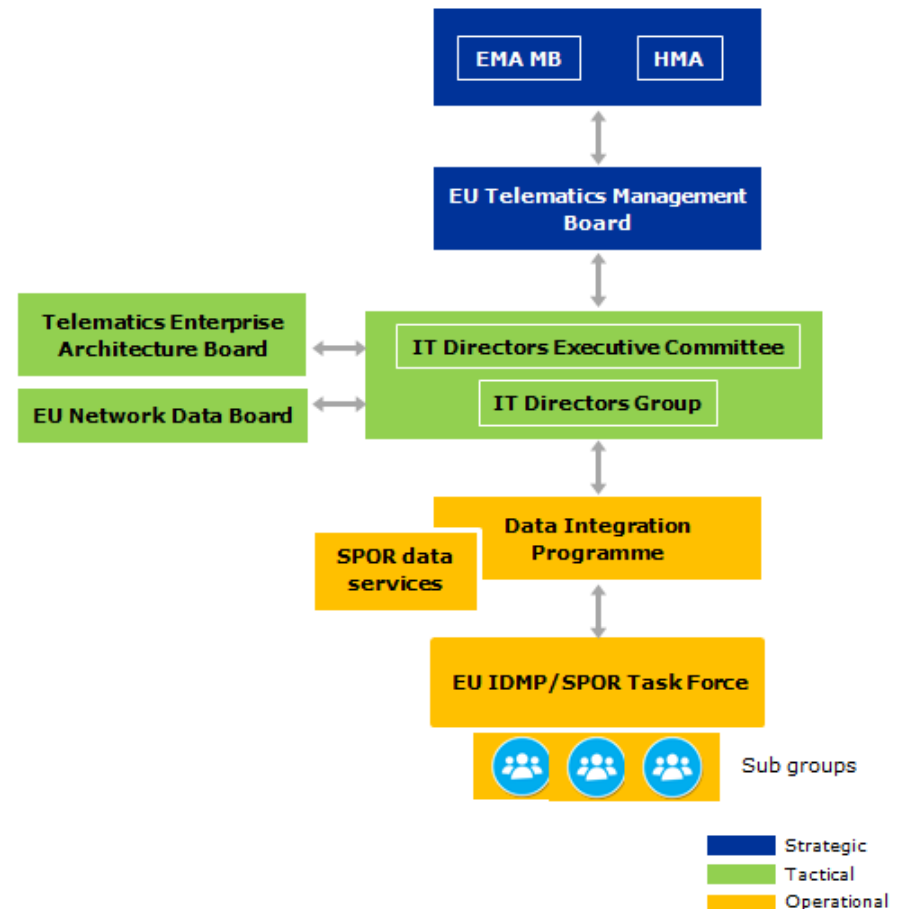 EMA MB
HMA
EU Telematics Management
Board
Telematics Enterprise
Architecture Board
IT Directors Executive Committee
EU Network Data Board
IT Directors Group
Data Integration
Programme
SPOR data
services
EU IDMP/SPOR Task Force
Sub groups
Strategic
Tactical
Operational